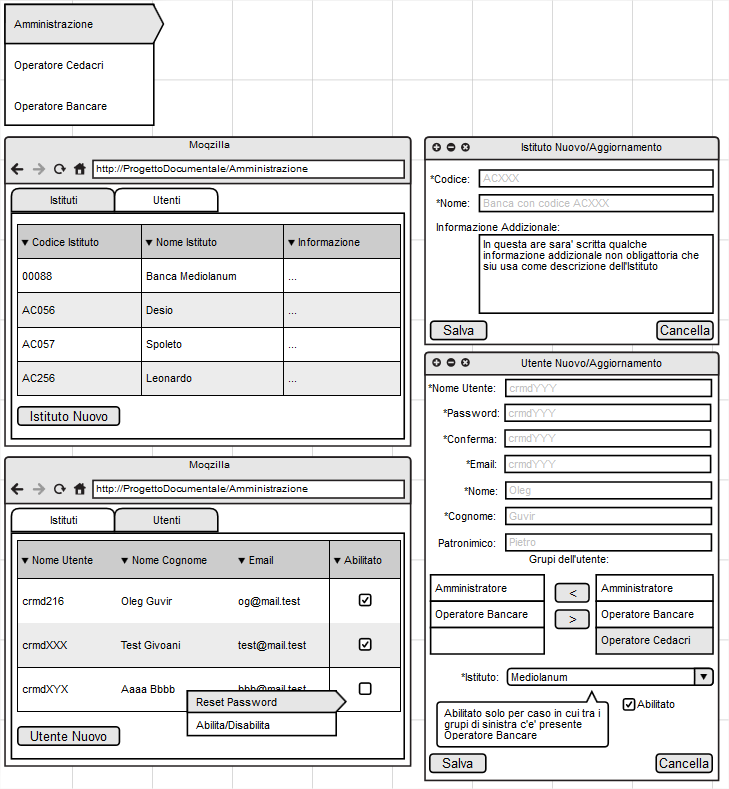 Amministrazione
Operatore Cedacri
Operatore Bancare
Moqzilla
http://ProgettoDocumentale/Amministrazione
Istituti Utenti
Codice Istituto Nome Istituto Informazione
00088 Banca Mediolanum ...
AC056 Desio ...
AC057 Spoleto ...
AC256 Leonardo ...
Istituto Nuovo
Istituto Nuovo/Aggiornamento
*Codice: ACXXX
*Nome: Banca con codice ACXXX
Informazione Addizionale:
In questa are sara' scritta qualche
informazione addizionale non obligattoria che
siu usa come descrizione dell'Istituto
Salva Cancella
Moqzilla
http://ProgettoDocumentale/Amministrazione
Istituti Utenti
Nome Utente Nome Cognome Email Abilitato
crmd216 Oleg Guvir og@mail.test
crmdXXX Test Givoani test@mail.test
crmdXYX Aaaa Bbbb bbb@mail.test
Reset Password
Abilita/Disabilita
Utente Nuovo
Utente Nuovo/Aggiornamento
*Nome Utente: crmdYYY
*Password: crmdYYY
*Conferma: crmdYYY
*Email: crmdYYY
*Nome: Oleg
*Cognome: Guvir
Patronimico: Pietro
Grupi dell'utente:
Amministratore < Amministratore
Operatore Bancare > Operatore Bancare
Operatore Cedacri
*Istituto: Mediolanum
Abilitato
Abilitato solo per caso in cui tra i
grupi di sinistra c'e' presente
Operatore Bancare
Salva Cancella